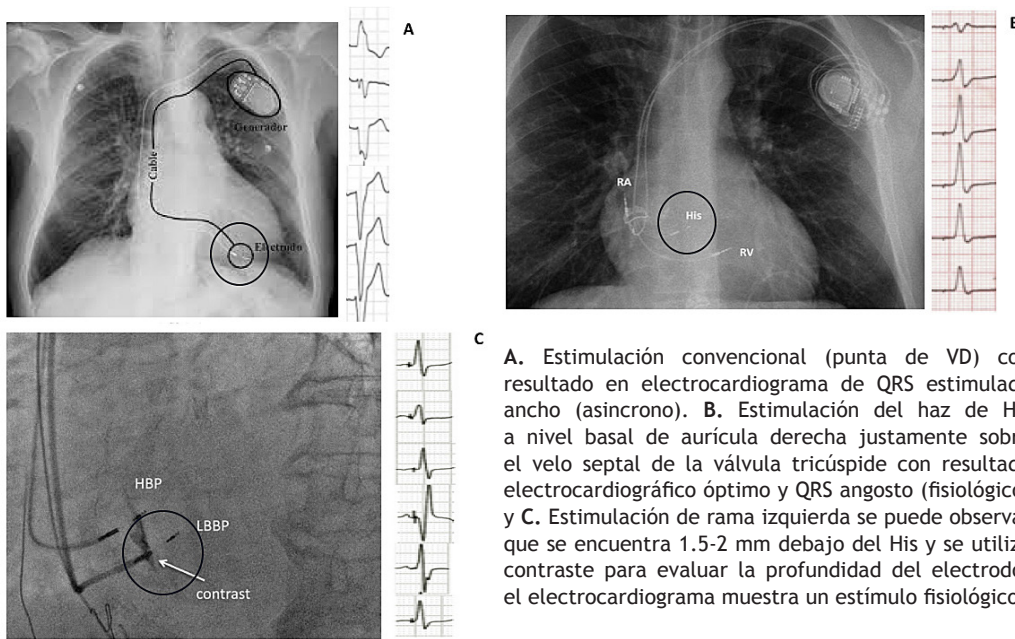 A
Generador
Cable
Electrodo
B
RA
His
RV
C
HBP
LBBP
contrast
A. Estimulación convencional (punta de VD) co
resultado en electrocardiograma de QRS estimulad
ancho (asincrono). B. Estimulación del haz de H
a nivel basal de aurícula derecha justamente sobr
el velo septal de la válvula tricúspide con resultad
electrocardiográfico óptimo y QRS angosto (fisiológico
y C. Estimulación de rama izquierda se puede observa
que se encuentra 1.5-2 mm debajo del His y se utiliz
contraste para evaluar la profundidad del electrod
el electrocardiograma muestra un estímulo fisiológico